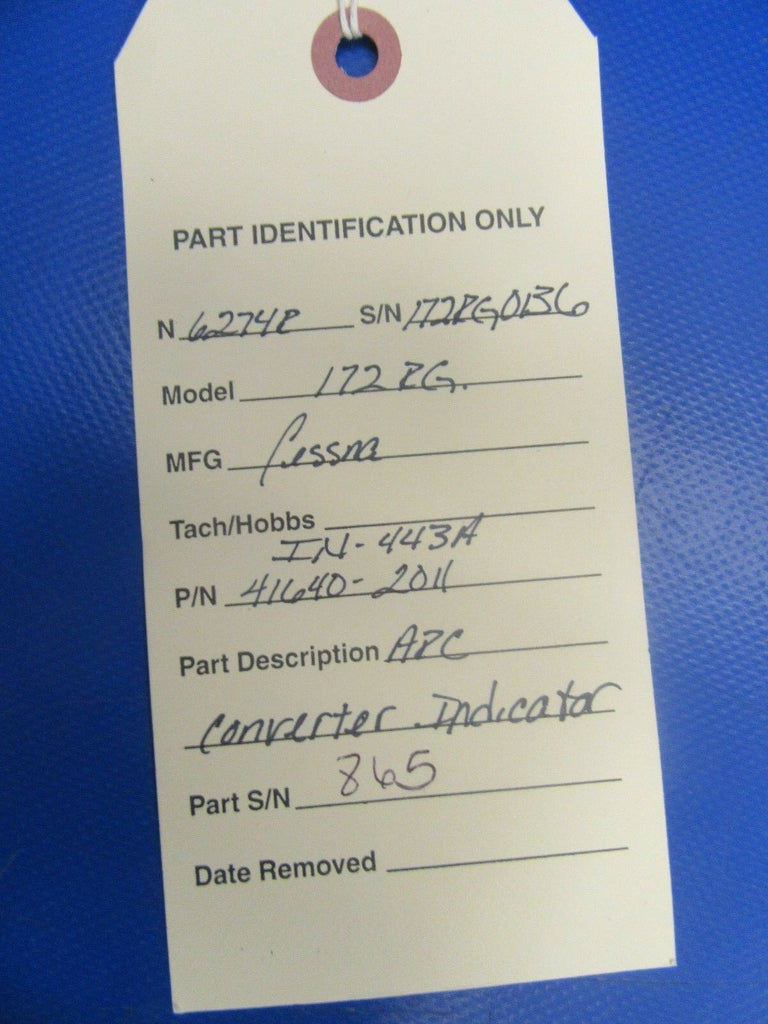 PART IDENTIFICATION ONLY
N 6274R S/N 172RG0136
Model 172 RG.
MFG Cessna
Tach/Hobbs
IN-443A
P/N 41640-2011
Part Description ARC
Converter Indicator
Part S/N 865
Date Removed